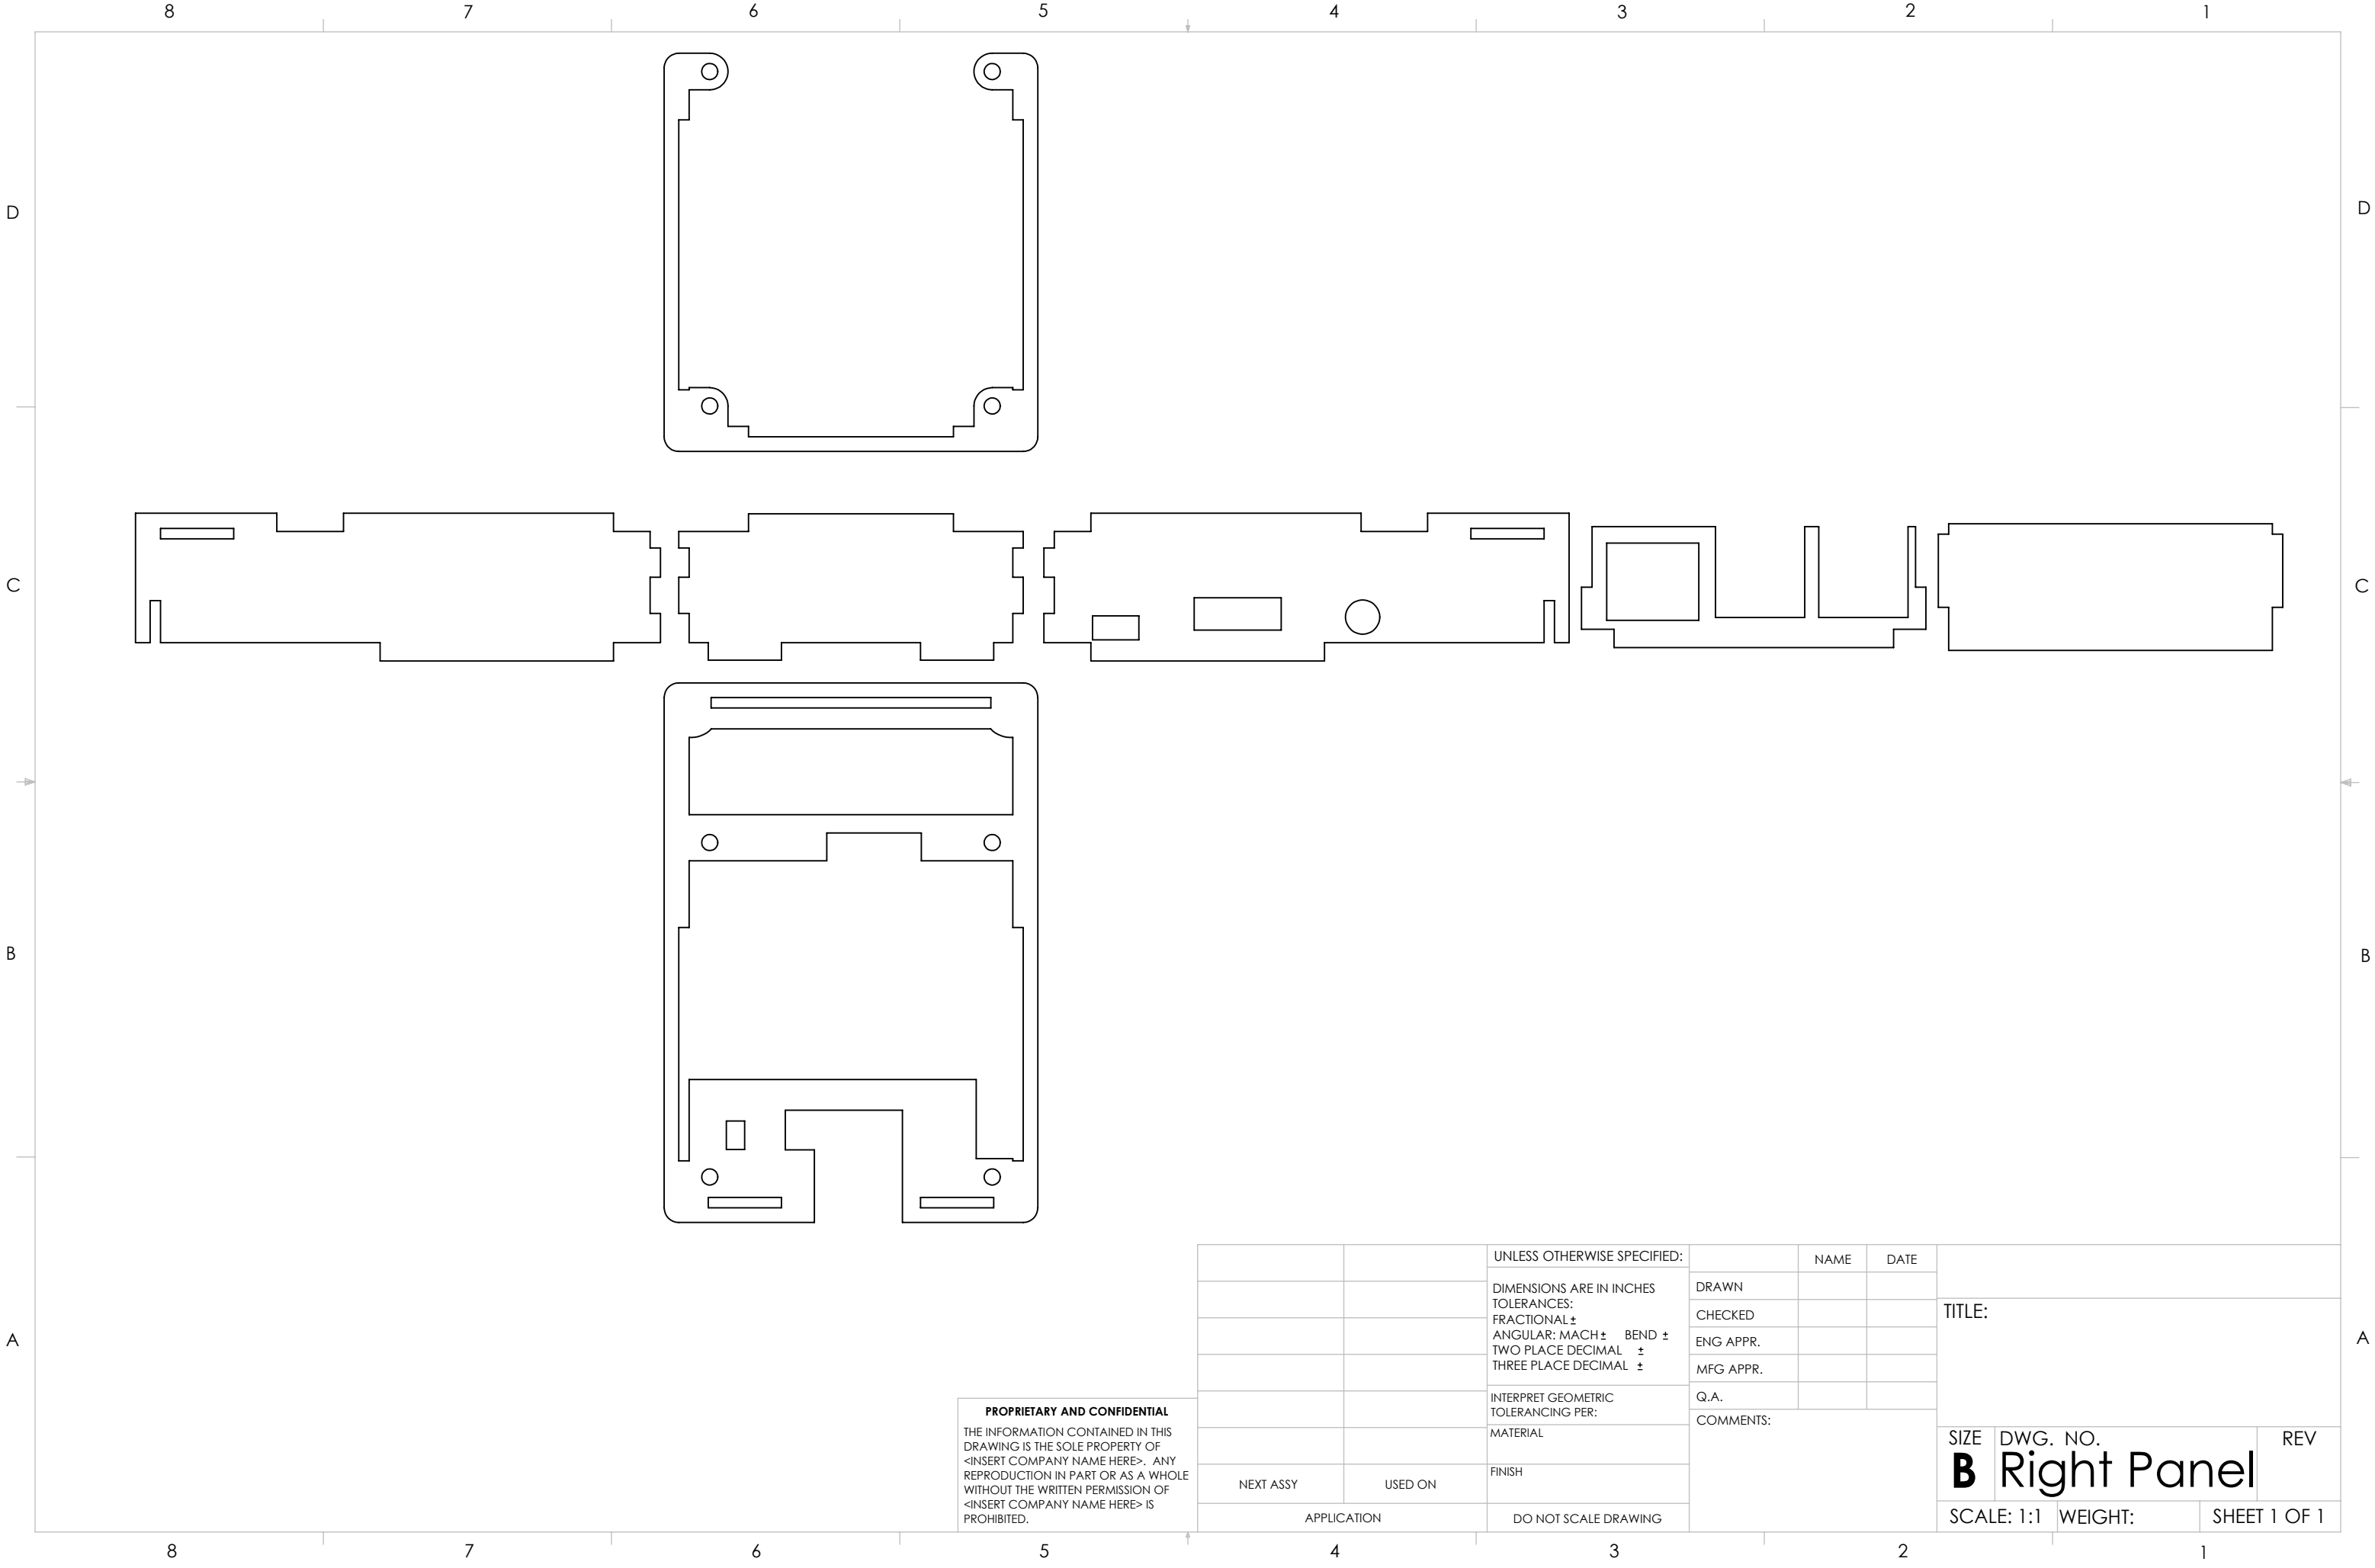 8 7 6 5 4 3 2 1
D D
C C
B B
A A
UNLESS OTHERWISE SPECIFIED:
DIMENSIONS ARE IN INCHES
TOLERANCES:
FRACTIONAL ±
ANGULAR: MACH ± BEND ±
TWO PLACE DECIMAL ±
THREE PLACE DECIMAL ±
INTERPRET GEOMETRIC
TOLERANCING PER:
MATERIAL
FINISH
DO NOT SCALE DRAWING
NAME DATE
DRAWN
CHECKED
ENG APPR.
MFG APPR.
Q.A.
COMMENTS:
TITLE:
SIZE DWG. NO. REV
B Right Panel
SCALE: 1:1 WEIGHT: SHEET 1 OF 1
PROPRIETARY AND CONFIDENTIAL
THE INFORMATION CONTAINED IN THIS
DRAWING IS THE SOLE PROPERTY OF
<INSERT COMPANY NAME HERE>. ANY
REPRODUCTION IN PART OR AS A WHOLE
WITHOUT THE WRITTEN PERMISSION OF
<INSERT COMPANY NAME HERE> IS
PROHIBITED.
NEXT ASSY USED ON
APPLICATION
8 7 6 5 4 3 2 1